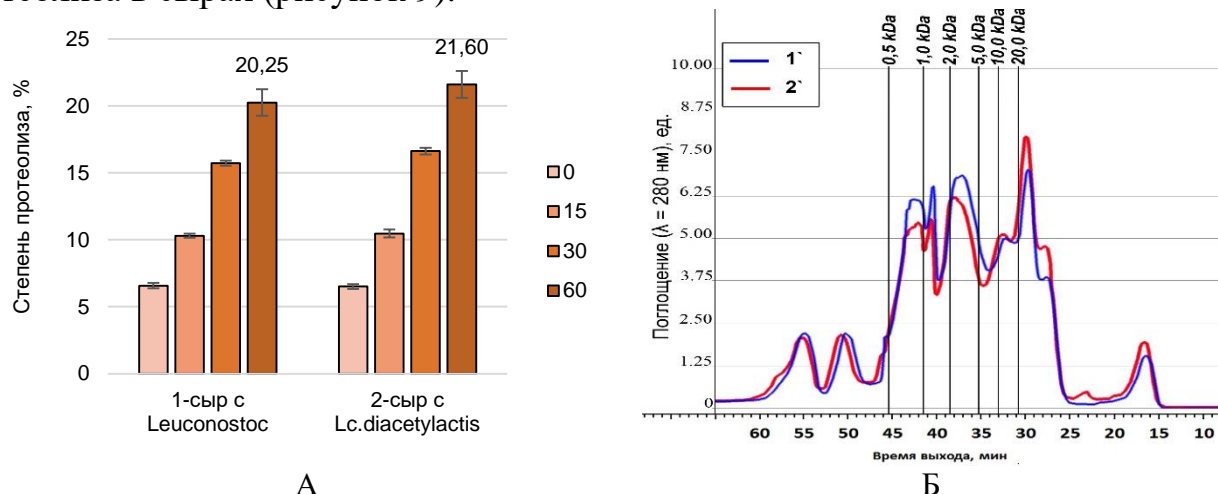 в сырах (рисунок 9).
25
20
15
10
5
0
Степень протеолиза, %
20,25
21,60
1-сыр с
Leuconostoc
2-сыр с
Lc.diacetylactis
0
15
30
60
А
1`
2`
0,5 kDa
1,0 kDa
2,0 kDa
5,0 kDa
10,0 kDa
20,0 kDa
10.00
8.75
7.50
6.25
5.00
3.75
2.50
1.25
0
Поглощение (λ = 280 нм), ед.
60 55 50 45 40 35 30 25 20 15 10
Время выхода, мин
Б